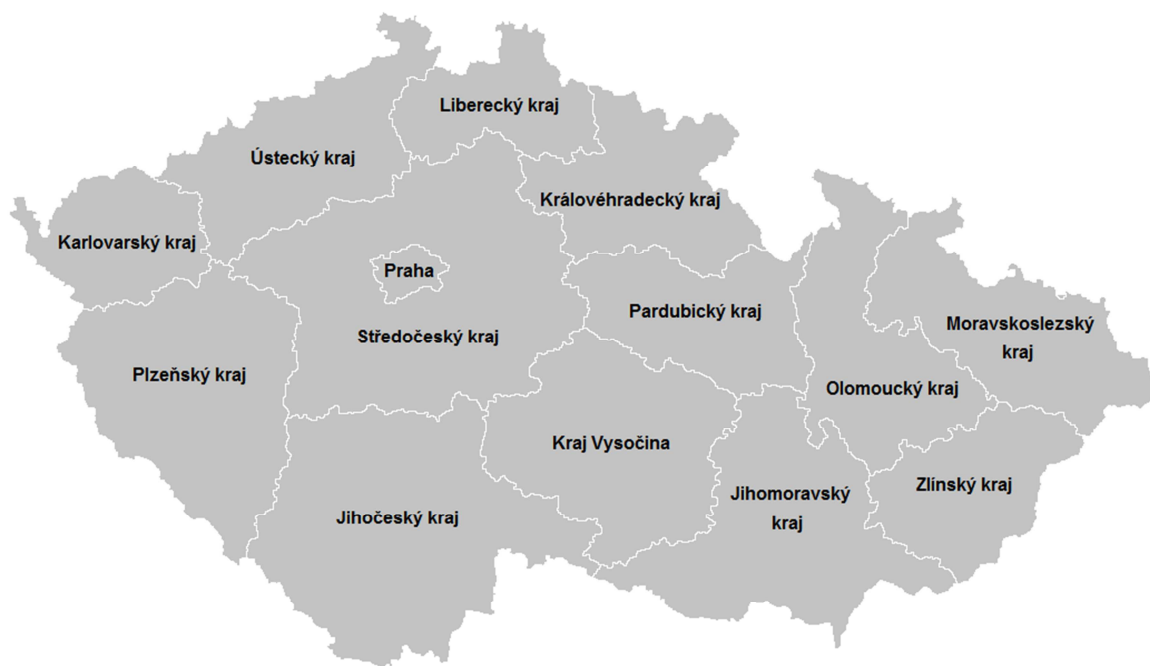 Liberecký kraj
Ústecký kraj
Královéhradecký kraj
Karlovarský kraj
Praha
Pardubický kraj
Moravskoslezský
kraj
Středočeský kraj
Plzeňský kraj
Olomoucký kraj
Kraj Vysočina
Zlínský kraj
Jihomoravský
kraj
Jihočeský kraj